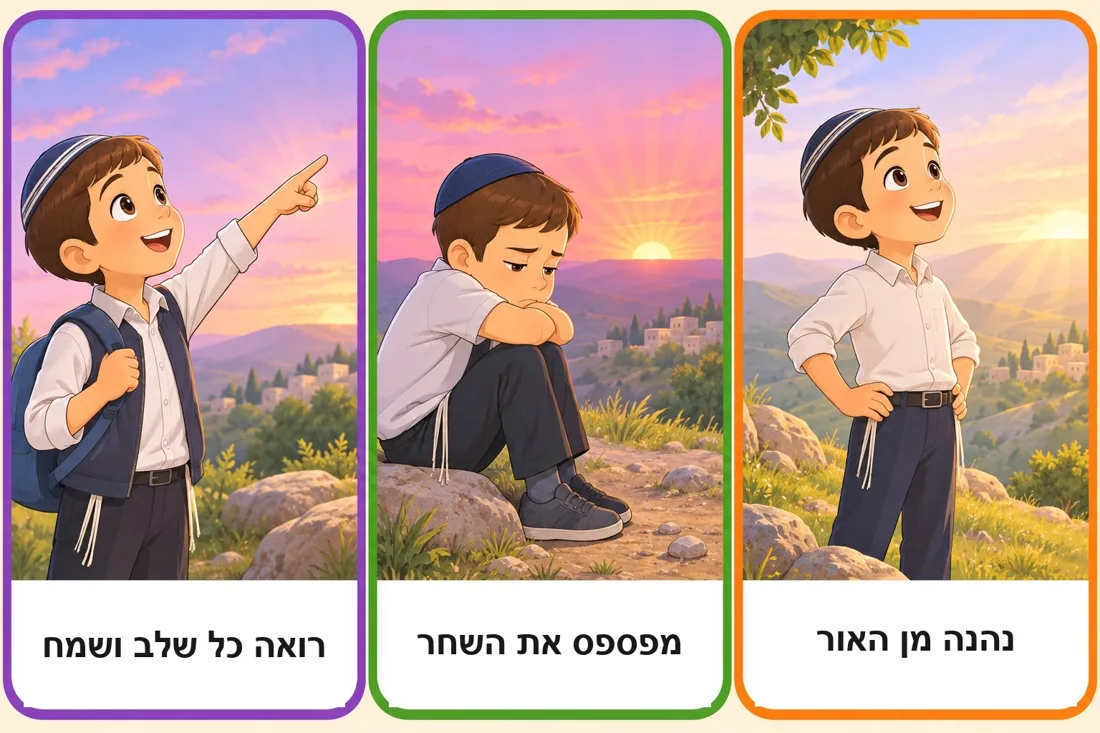 רואה כל שלב ושמח
מפספס את השחר
נהנה מן האור